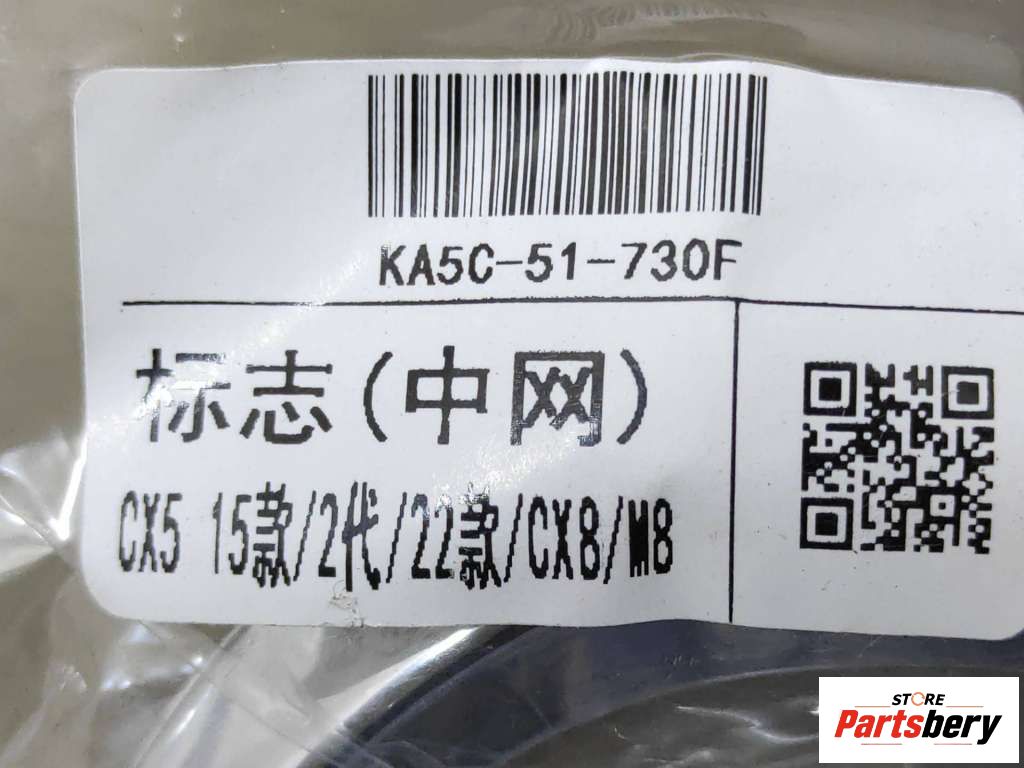 KA5C-51-730F
标志(中网)
CX5 15款/2代/22款/CX8/M8
STORE
Partsbery